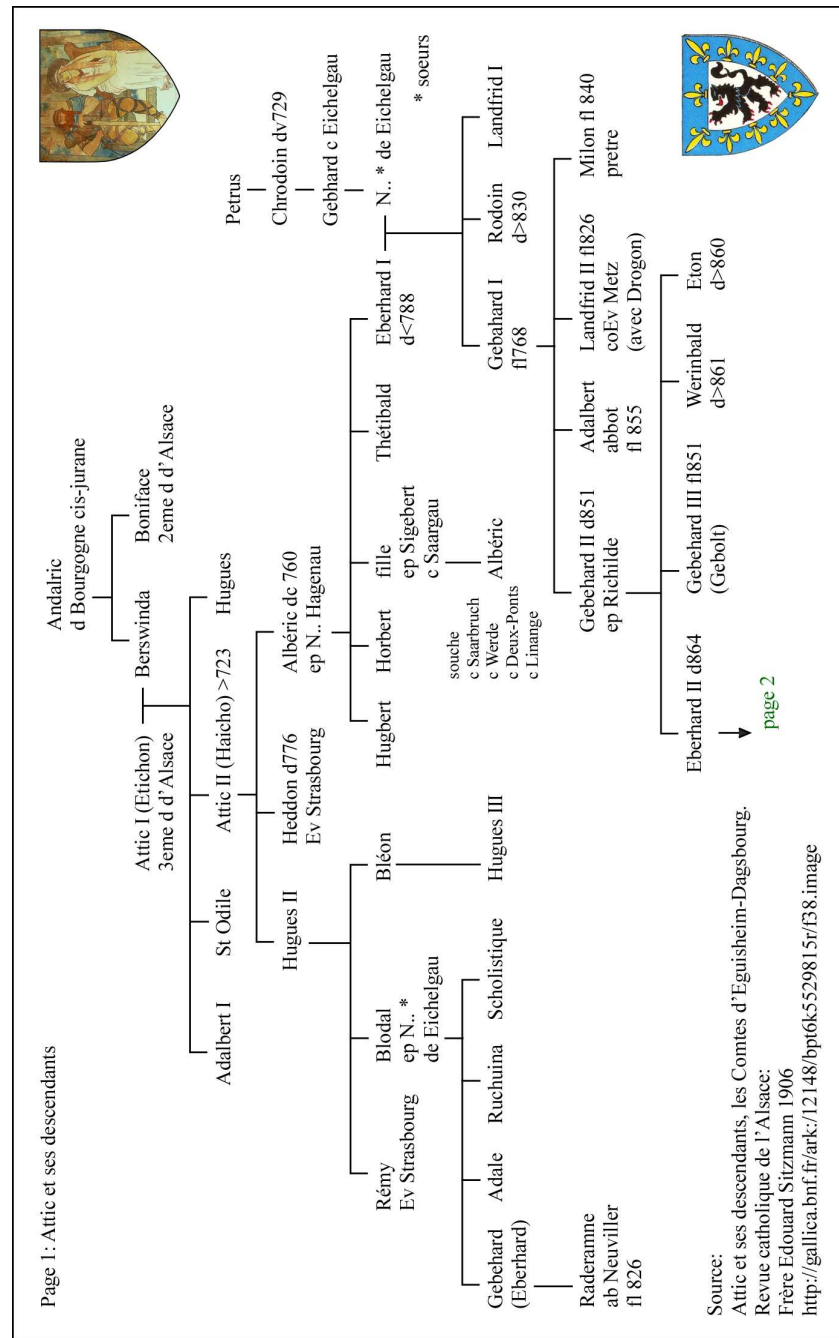 Page 1: Attic et ses descendants
Andalric
d Bourgogne cis-jurane
Petrus
Chrodoin dv729
Gebhard c Eichelgau
N.. * de Eichelgau
* soeurs
Attic I (Etichon)
3eme d d'Alsace
Berswinda
Boniface
2eme d d'Alsace
Adalbert I
St Odile
Attic II (Haicho) >723
Hugues
Hugues II
Heddon d776
Ev Strasbourg
Albéric dc 760
ep N.. Hagenau
Rémy
Ev Strasbourg
Blodal
ep N.. *
de Eichelgau
Bléon
Hugbert
Horbert
fille
ep Sigebert
c Saargau
Thétibald
Eberhard I
d<788
Gebehard
(Eberhard)
Adale
Ruchuina
Scholistique
Hugues III
souche
c Saarbruch
c Werde
c Deux-Ponts
c Linange
Albéric
Gebahard I
fl768
Rodoin
d>830
Landfrid I
Raderamne
ab Neuviller
fl 826
Gebehard II d851
ep Richilde
Adalbert
abbot
fl 855
Landfrid II fl826
coEv Metz
(avec Drogon)
Milon fl 840
pretre
Eberhard II d864
Gebehard III fl851
(Gebolt)
Werinbald
d>861
Eton
d>860
page 2
Source:
Attic et ses descendants, les Comtes d'Eguisheim-Dagsbourg.
Revue catholique de l'Alsace:
Frère Edouard Sitzmann 1906
http://gallica.bnf.fr/ark:/12148/bpt6k5529815r/f38.image